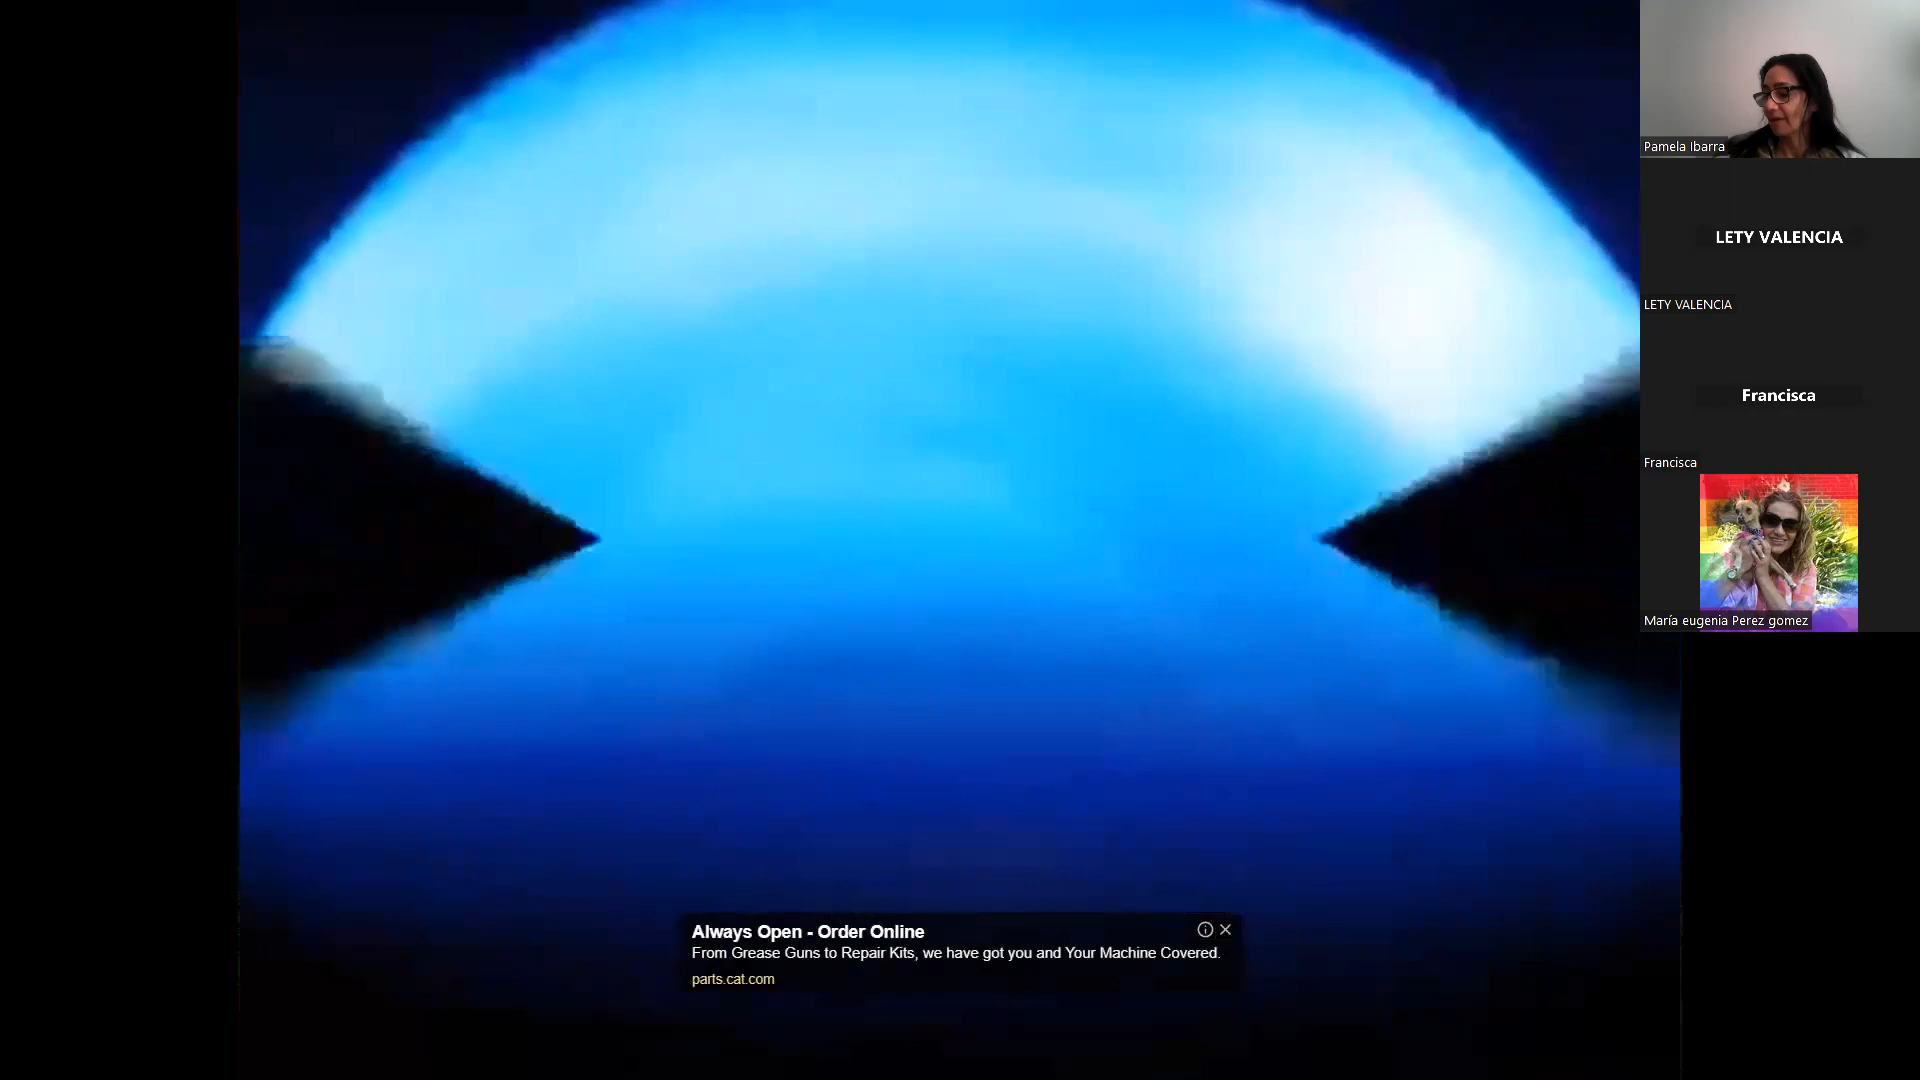 Pamela Ibarra
LETY VALENCIA
LETY VALENCIA
Francisca
Francisca
María eugenia Perez gomez
Always Open - Order Online
From Grease Guns to Repair Kits, we have got you and Your Machine Covered.
parts.cat.com